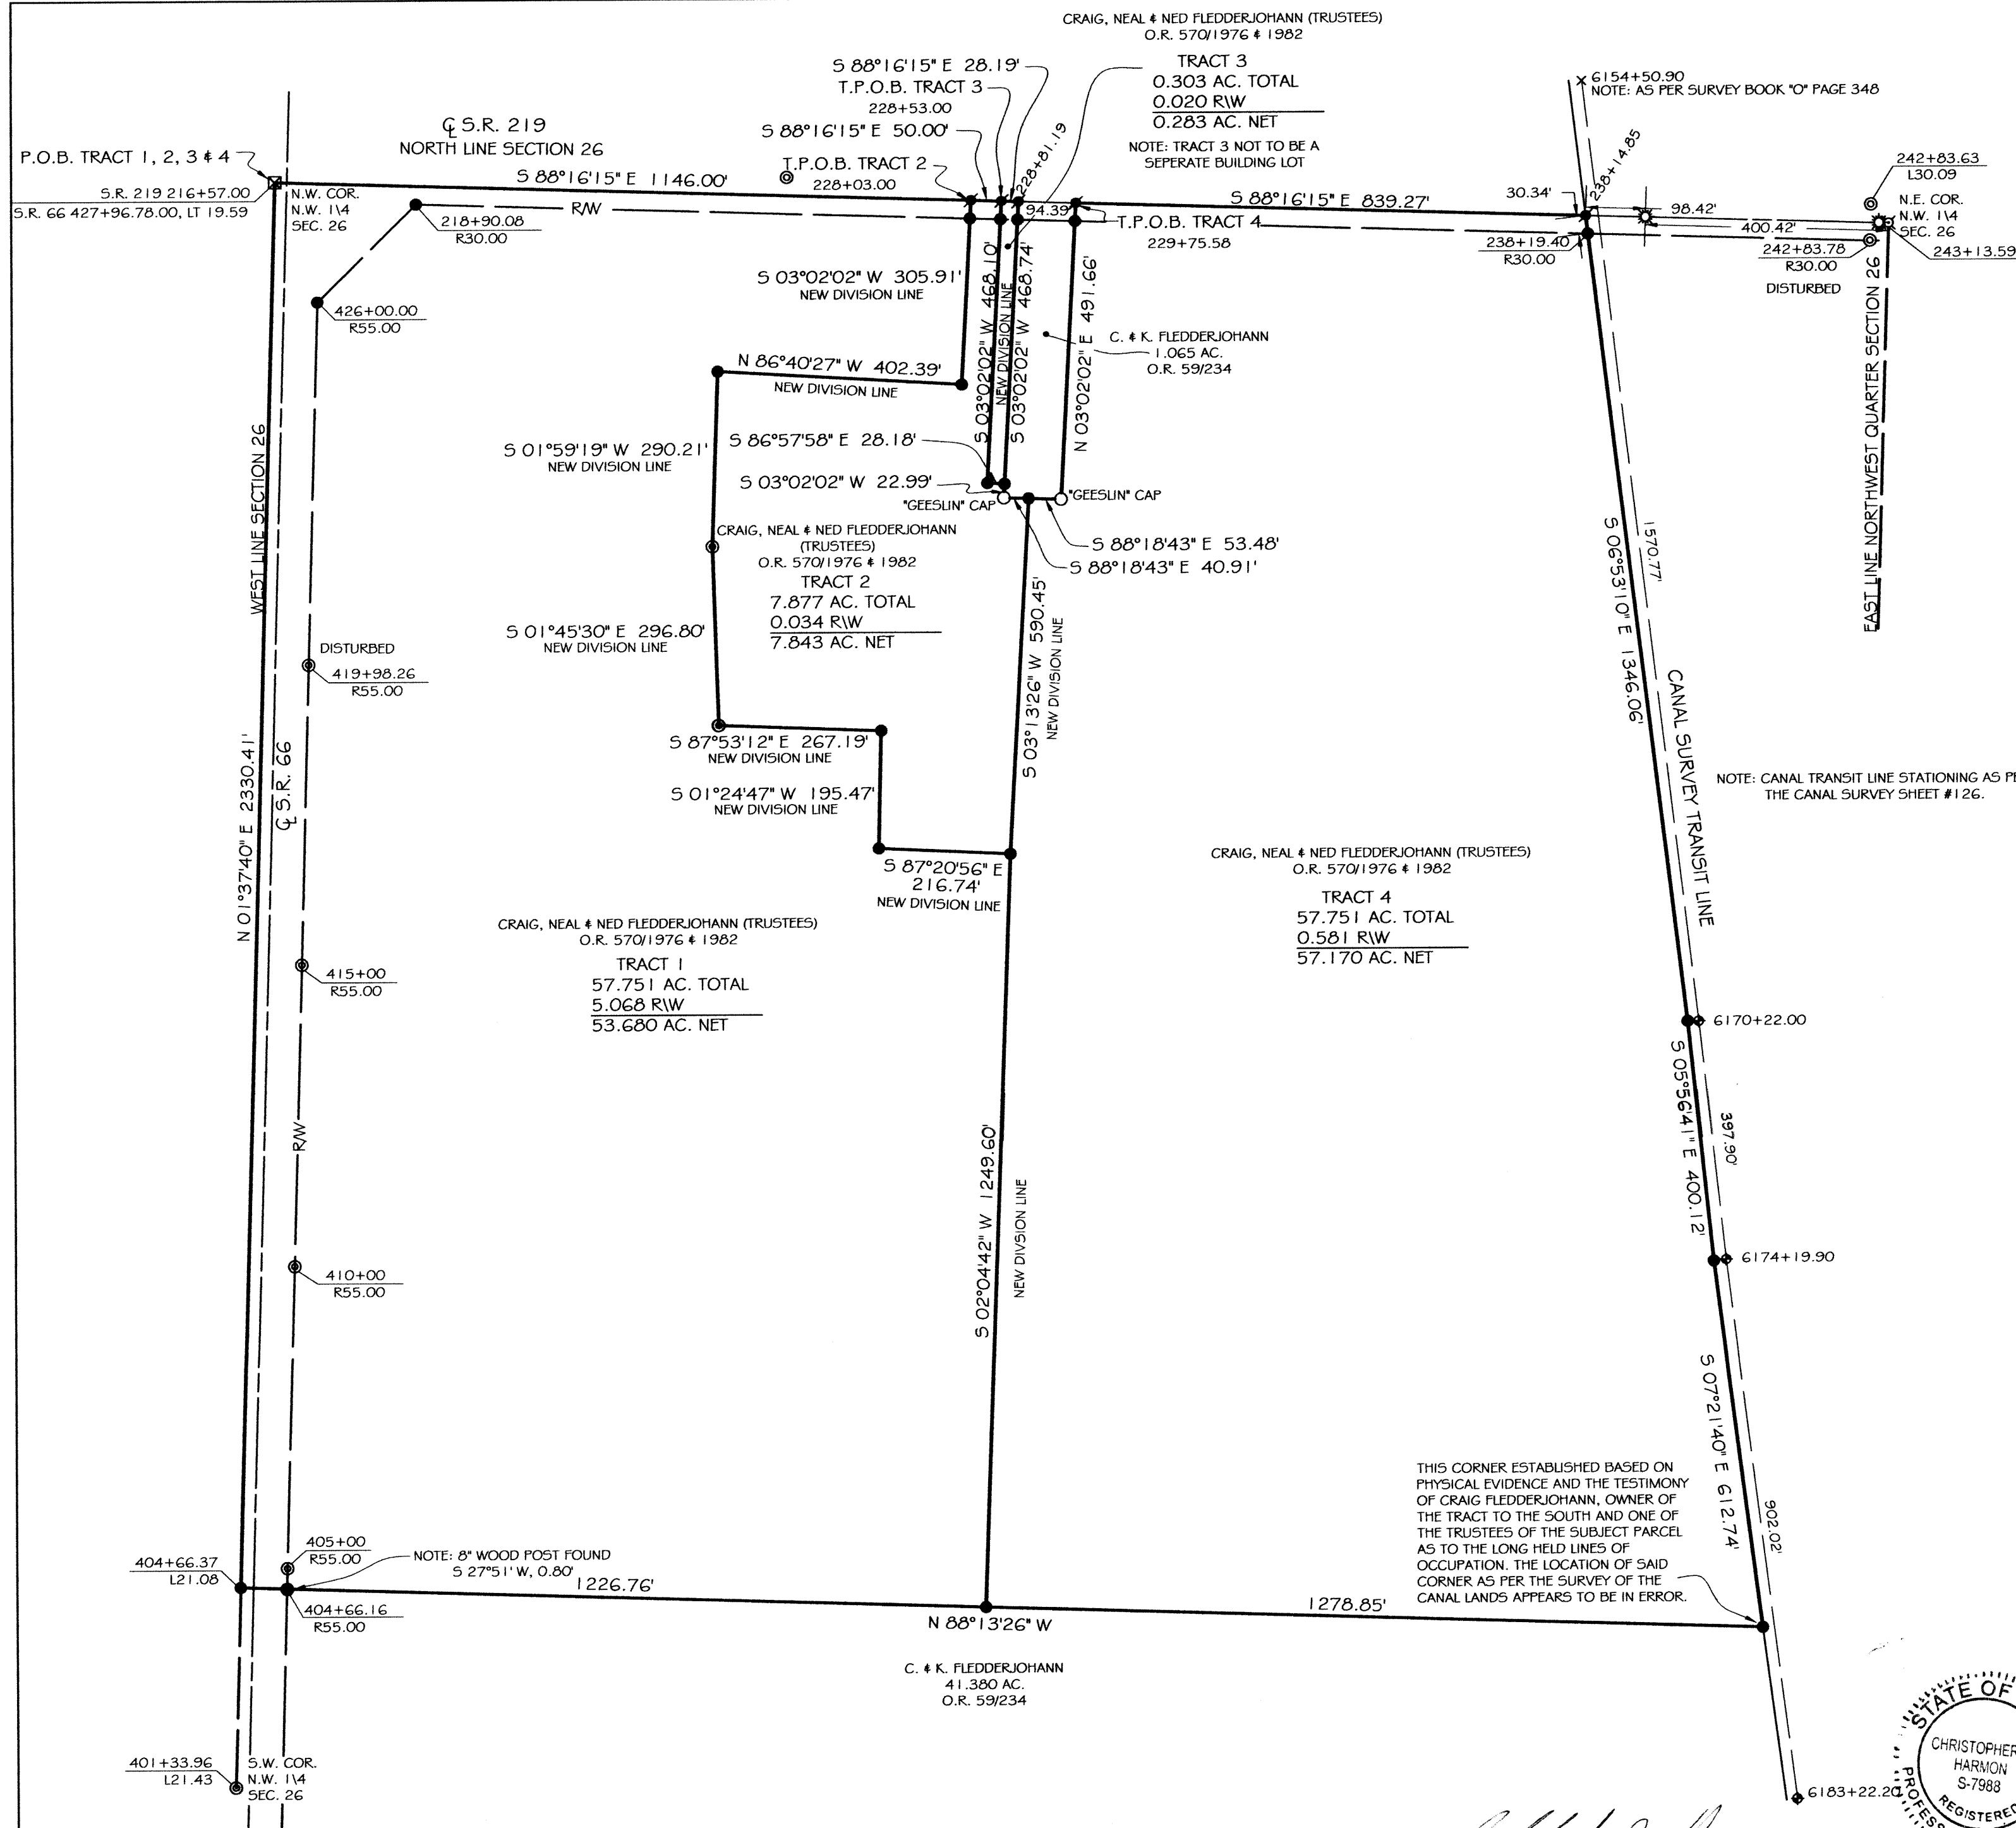 CRAIG, NEAL & NED FLEDDERJOHANN (TRUSTEES)
O.R. 570/1976 & 1982
TRACT 3
0.303 AC. TOTAL
0.020 R\W
0.283 AC. NET
NOTE: TRACT 3 NOT TO BE A
SEPERATE BUILDING LOT
S 88°16'15" E 28.19'
T.P.O.B. TRACT 3
228+53.00
S 88°16'15" E 50.00'
T.P.O.B. TRACT 2
228+03.00
228+81.19
6154+50.90
NOTE: AS PER SURVEY BOOK "O" PAGE 348
℄ S.R. 219
NORTH LINE SECTION 26
P.O.B. TRACT 1, 2, 3 & 4
S.R. 219 216+57.00
S.R. 66 427+96.78.00, LT 19.59
N.W. COR.
N.W. 1\4
SEC. 26
S 88°16'15" E 1146.00'
R/W
218+90.08
R30.00
94.39'
S 88°16'15" E 839.27'
T.P.O.B. TRACT 4
229+75.58
30.34'
238+14.85
98.42'
400.42'
238+19.40
R30.00
242+83.63
L30.09
N.E. COR.
N.W. 1\4
SEC. 26
243+13.59
242+83.78
R30.00
DISTURBED
EAST LINE NORTHWEST QUARTER SECTION 26
426+00.00
R55.00
S 03°02'02" W 305.91'
NEW DIVISION LINE
S 03°02'02" W 468.10'
NEW DIVISION LINE
S 03°02'02" W 468.74'
N 03°02'02" E 491.66'
C. & K. FLEDDERJOHANN
1.065 AC.
O.R. 59/234
N 86°40'27" W 402.39'
NEW DIVISION LINE
S 01°59'19" W 290.21'
NEW DIVISION LINE
S 86°57'58" E 28.18'
S 03°02'02" W 22.99'
"GEESLIN" CAP
"GEESLIN" CAP
S 88°18'43" E 53.48'
S 88°18'43" E 40.91'
CRAIG, NEAL & NED FLEDDERJOHANN
(TRUSTEES)
O.R. 570/1976 & 1982
TRACT 2
7.877 AC. TOTAL
0.034 R\W
7.843 AC. NET
S 01°45'30" E 296.80'
NEW DIVISION LINE
S 03°13'26" W 590.45'
NEW DIVISION LINE
WEST LINE SECTION 26
DISTURBED
419+98.26
R55.00
N 01°37'40" E 2330.41'
℄ S.R. 66
S 87°53'12" E 267.19'
NEW DIVISION LINE
S 01°24'47" W 195.47'
NEW DIVISION LINE
S 87°20'56" E
216.74'
NEW DIVISION LINE
S 06°53'10" E 1346.06'
1570.77'
CANAL SURVEY TRANSIT LINE
NOTE: CANAL TRANSIT LINE STATIONING AS PE
THE CANAL SURVEY SHEET #126.
CRAIG, NEAL & NED FLEDDERJOHANN (TRUSTEES)
O.R. 570/1976 & 1982
TRACT 4
57.751 AC. TOTAL
0.581 R\W
57.170 AC. NET
CRAIG, NEAL & NED FLEDDERJOHANN (TRUSTEES)
O.R. 570/1976 & 1982
TRACT 1
57.751 AC. TOTAL
5.068 R\W
53.680 AC. NET
415+00
R55.00
R/W
410+00
R55.00
6170+22.00
S 05°56'41" E 400.12'
397.90'
6174+19.90
S 02°04'42" W 1249.60'
NEW DIVSION LINE
S 07°21'40" E 612.74'
902.02'
THIS CORNER ESTABLISHED BASED ON
PHYSICAL EVIDENCE AND THE TESTIMONY
OF CRAIG FLEDDERJOHANN, OWNER OF
THE TRACT TO THE SOUTH AND ONE OF
THE TRUSTEES OF THE SUBJECT PARCEL
AS TO THE LONG HELD LINES OF
OCCUPATION. THE LOCATION OF SAID
CORNER AS PER THE SURVEY OF THE
CANAL LANDS APPEARS TO BE IN ERROR.
404+66.37
L21.08
405+00
R55.00
NOTE: 8" WOOD POST FOUND
S 27°51' W, 0.80'
404+66.16
R55.00
1226.76'
N 88°13'26" W
1278.85'
C. & K. FLEDDERJOHANN
41.380 AC.
O.R. 59/234
401+33.96
L21.43
S.W. COR.
N.W. 1\4
SEC. 26
6183+22.20
STATE OF
CHRISTOPHER
HARMON
S-7988
REGISTERED
PROFESS